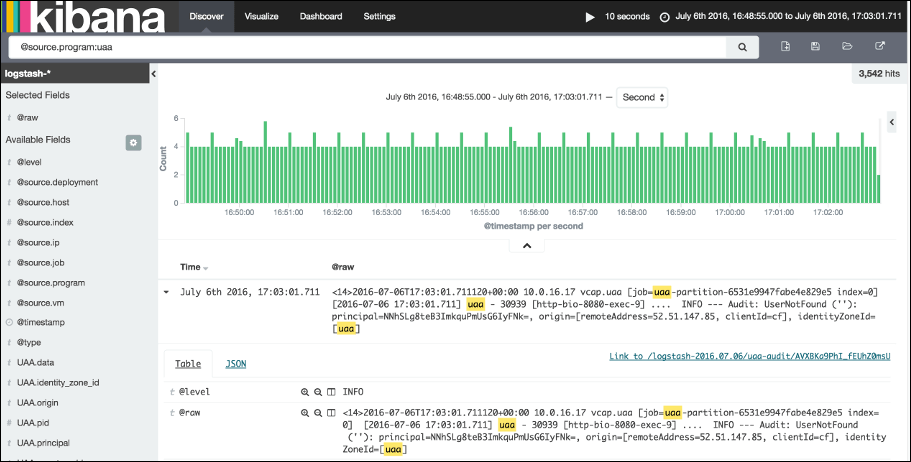 kibana
Discover Visualize Dashboard Settings 10 seconds July 6th 2016, 16:48:55.000 to July 6th 2016, 17:03:01.711
@source.program:uaa
logstash-*
3,542 hits
Selected Fields
t @raw
Available Fields
t @level
t @source.deployment
t @source.host
# @source.index
t @source.ip
t @source.job
t @source.program
t @source.vm
@timestamp
t @type
UAA.data
t UAA.identity_zone_id
t UAA.origin
# UAA.pid
t UAA.principal
July 6th 2016, 16:48:55.000 - July 6th 2016, 17:03:01.711 — Second
Count
6
4
2
0
16:50:00 16:51:00 16:52:00 16:53:00 16:54:00 16:55:00 16:56:00 16:57:00 16:58:00 16:59:00 17:00:00 17:01:00 17:02:00
@timestamp per second
Time @raw
July 6th 2016, 17:03:01.711 <14>2016-07-06T17:03:01.711120+00:00 10.0.16.17 vcap.uaa [job=uaa-partition-6531e9947fabe4e829e5 index=0]
[2016-07-06 17:03:01.711] uaa - 30939 [http-bio-8080-exec-9] .... INFO --- Audit: UserNotFound (''):
principal=NNhSLg8teB3ImkquPmUsG6IyFNk=, origin=[remoteAddress=52.51.147.85, clientId=cf], identityZoneId=
[uaa]
Table JSON
Link to /logstash-2016.07.06/uaa-audit/AVXBKa9PhI_fEUhZ0msU
t @level INFO
t @raw <14>2016-07-06T17:03:01.711120+00:00 10.0.16.17 vcap.uaa [job=uaa-partition-6531e9947fabe4e829e5 index=
0] [2016-07-06 17:03:01.711] uaa - 30939 [http-bio-8080-exec-9] .... INFO --- Audit: UserNotFound
(''): principal=NNhSLg8teB3ImkquPmUsG6IyFNk=, origin=[remoteAddress=52.51.147.85, clientId=cf], identity
ZoneId=[uaa]